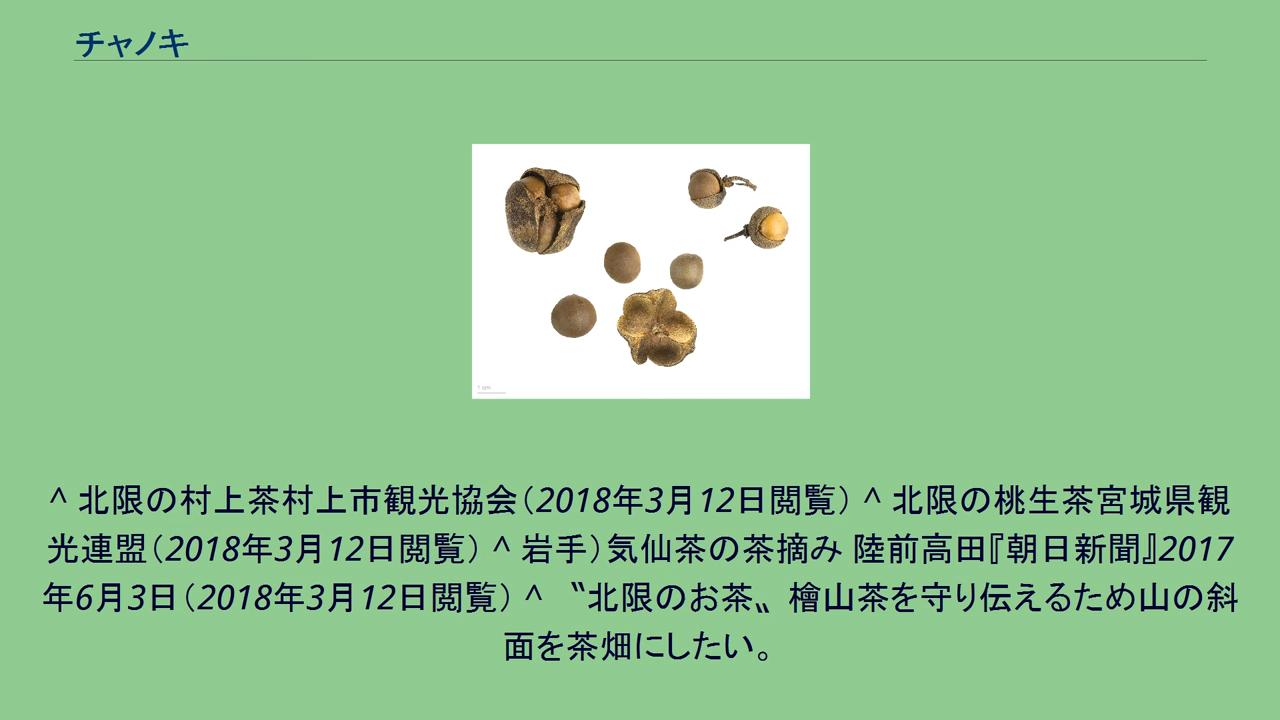 チャノキ
1 cm
^ 北限の村上茶村上市観光協会（2018年3月12日閲覧） ^ 北限の桃生茶宮城県観
光連盟（2018年3月12日閲覧） ^ 岩手）気仙茶の茶摘み 陸前高田『朝日新聞』2017
年6月3日（2018年3月12日閲覧） ^ 〝北限のお茶〟檜山茶を守り伝えるため山の斜
面を茶畑にしたい。